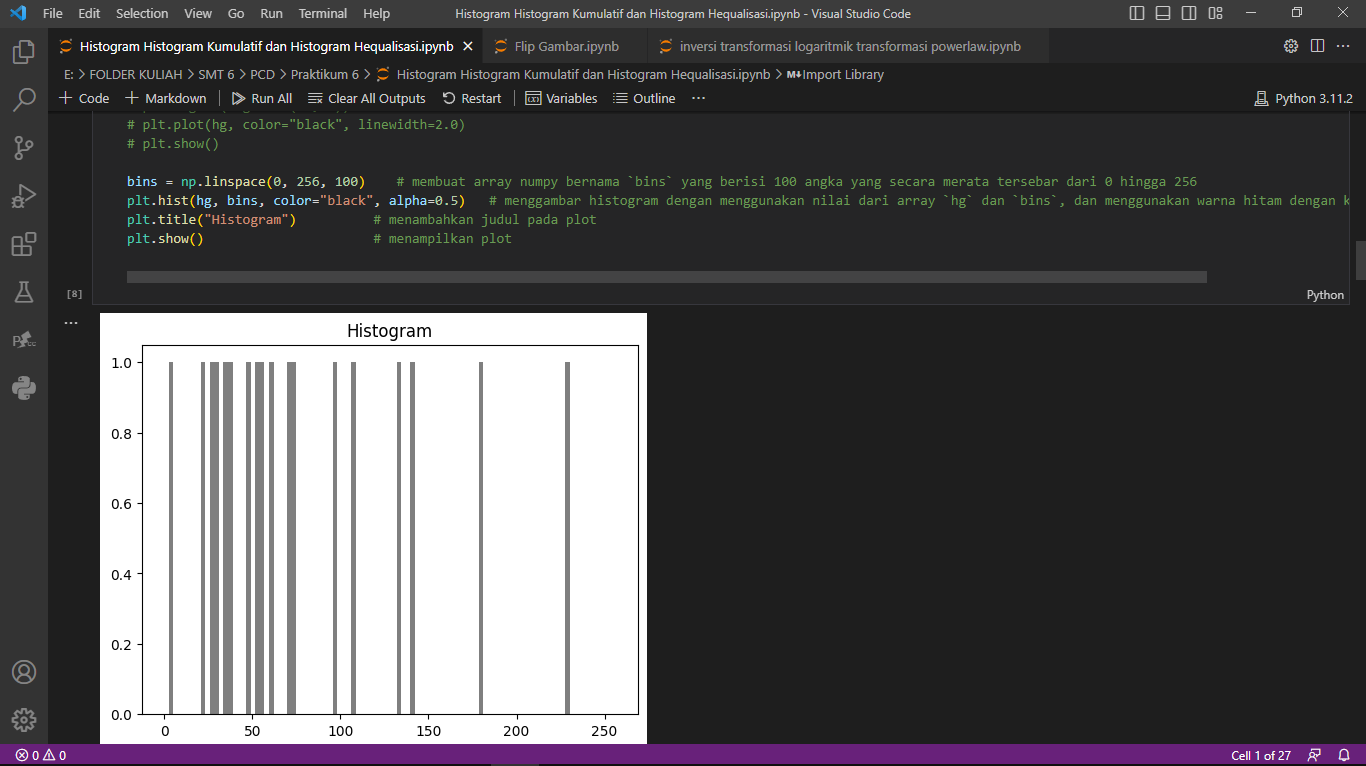 File Edit Selection View Go Run Terminal Help Histogram Histogram Kumulatif dan Histogram Hequalisasi.ipynb - Visual Studio Code
Histogram Histogram Kumulatif dan Histogram Hequalisasi.ipynb Flip Gambar.ipynb inversi transformasi logaritmik transformasi powerlaw.ipynb
E: > FOLDER KULIAH > SMT 6 > PCD > Praktikum 6 > Histogram Histogram Kumulatif dan Histogram Hequalisasi.ipynb > M↓Import Library
+ Code + Markdown Run All Clear All Outputs Restart Variables Outline ··· Python 3.11.2
# plt.plot(hg, color="black", linewidth=2.0)
# plt.show()
bins = np.linspace(0, 256, 100) # membuat array numpy bernama `bins` yang berisi 100 angka yang secara merata tersebar dari 0 hingga 256
plt.hist(hg, bins, color="black", alpha=0.5) # menggambar histogram dengan menggunakan nilai dari array `hg` dan `bins`, dan menggunakan warna hitam dengan k
plt.title("Histogram") # menambahkan judul pada plot
plt.show() # menampilkan plot
[8] Python
...
Histogram
1.0
0.8
0.6
0.4
0.2
0.0
0 50 100 150 200 250
0 0 Cell 1 of 27